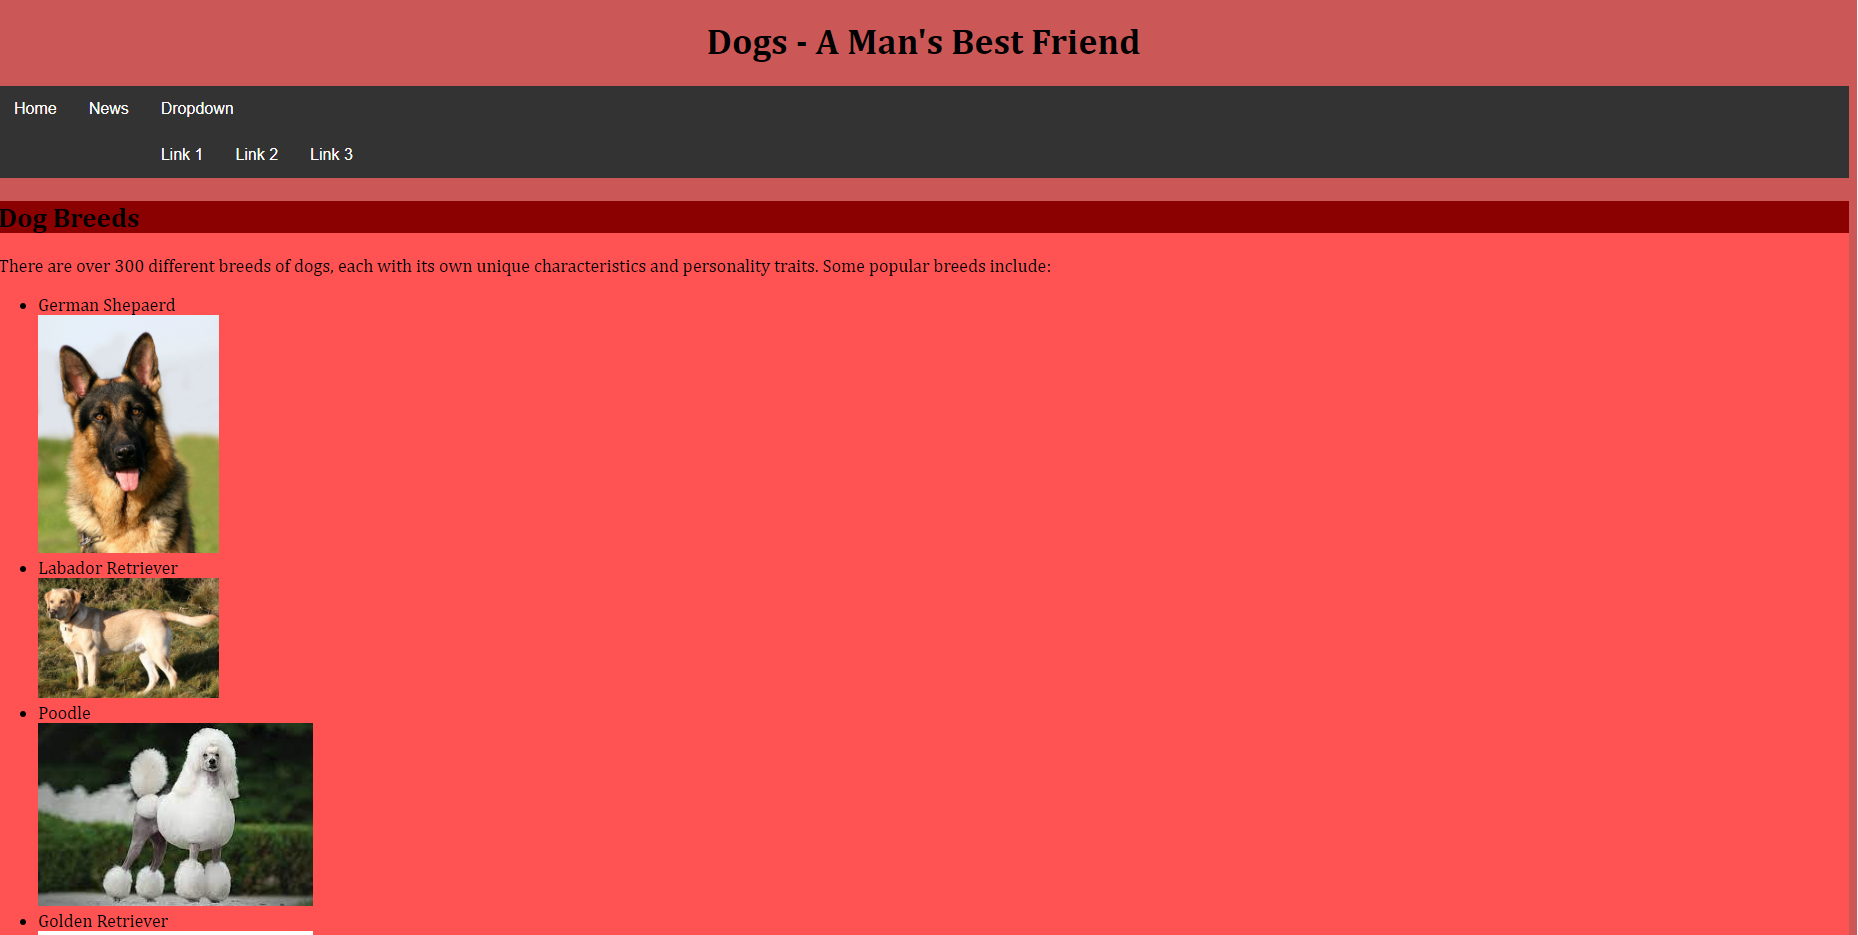 Dogs - A Man's Best Friend
Home News Dropdown
Link 1 Link 2 Link 3
Dog Breeds
There are over 300 different breeds of dogs, each with its own unique characteristics and personality traits. Some popular breeds include:
German Shepaerd
Labador Retriever
Poodle
Golden Retriever